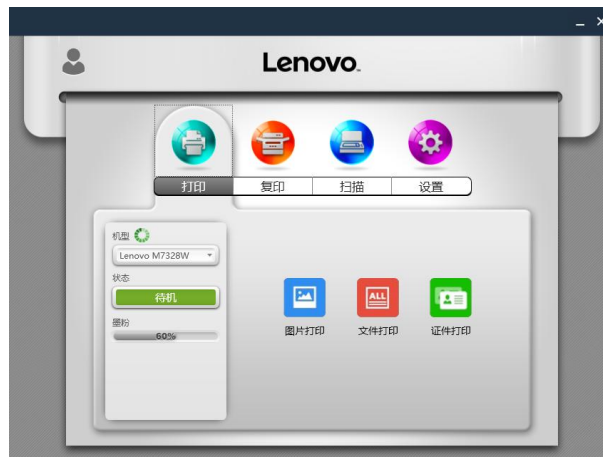 Lenovo
打印
复印
扫描
设置
机型
Lenovo M7328W
状态
待机
墨粉
60%
ALL
图片打印
文件打印
证件打印